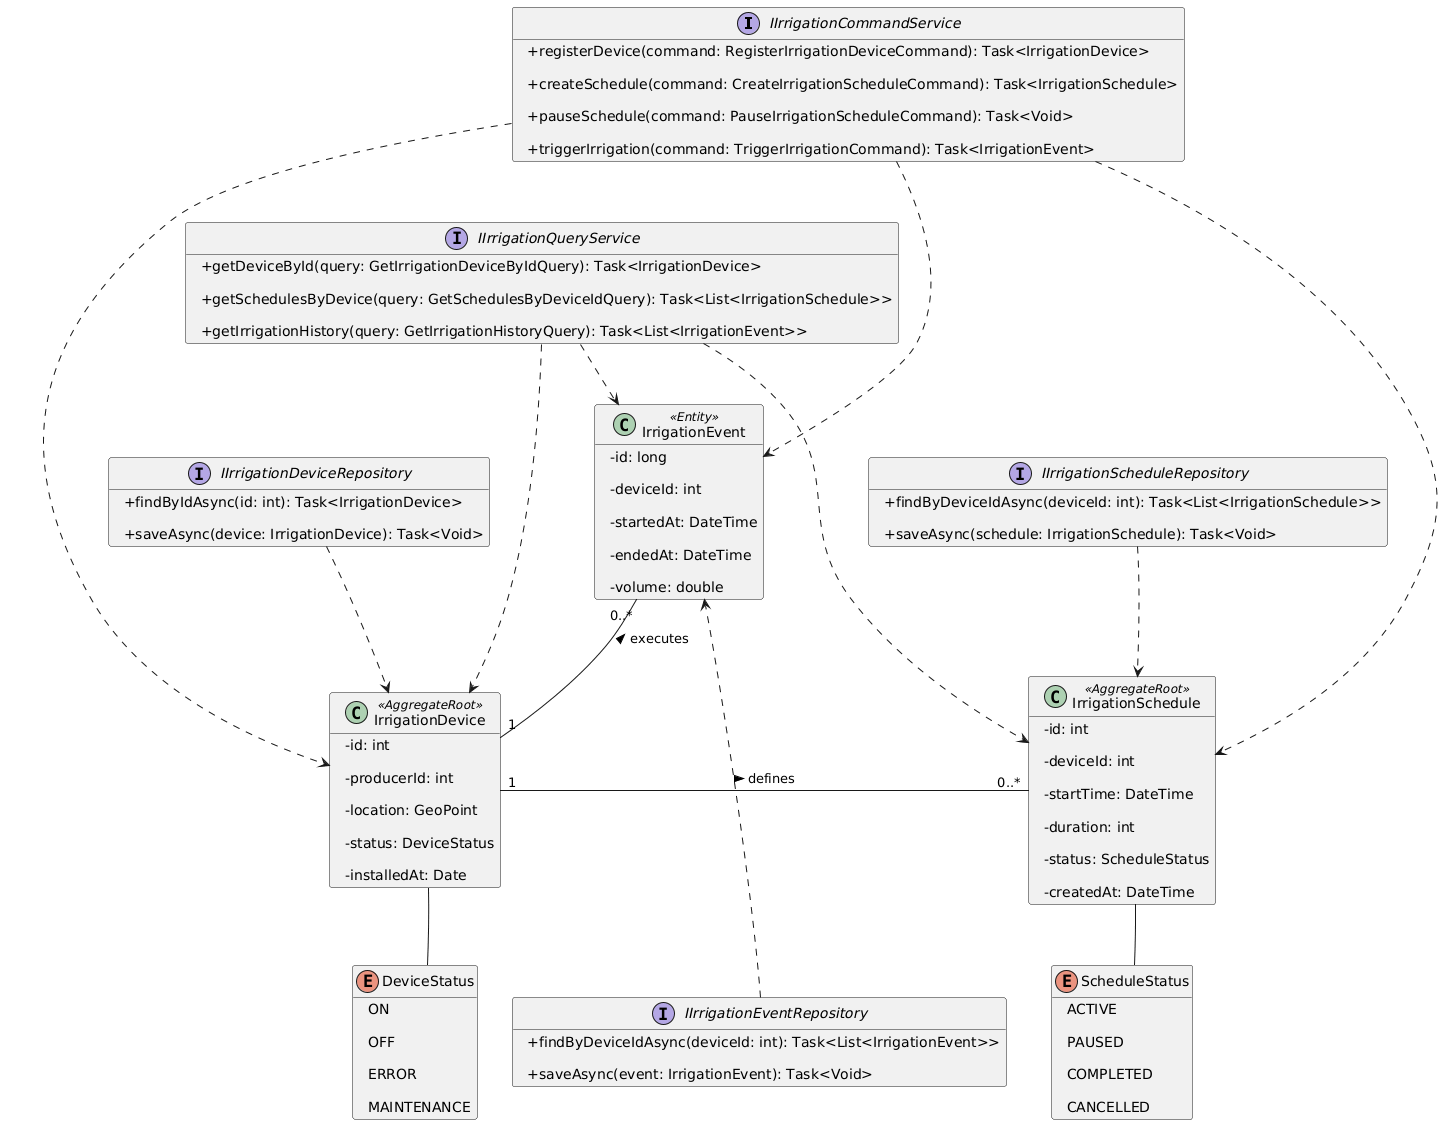 I IIrrigationCommandService
+registerDevice(command: RegisterIrrigationDeviceCommand): Task<IrrigationDevice>
+createSchedule(command: CreateIrrigationScheduleCommand): Task<IrrigationSchedule>
+pauseSchedule(command: PauseIrrigationScheduleCommand): Task<Void>
+triggerIrrigation(command: TriggerIrrigationCommand): Task<IrrigationEvent>
I IIrrigationQueryService
+getDeviceById(query: GetIrrigationDeviceByIdQuery): Task<IrrigationDevice>
+getSchedulesByDevice(query: GetSchedulesByDeviceIdQuery): Task<List<IrrigationSchedule>>
+getIrrigationHistory(query: GetIrrigationHistoryQuery): Task<List<IrrigationEvent>>
C «Entity»
IrrigationEvent
-id: long
-deviceId: int
-startedAt: DateTime
-endedAt: DateTime
-volume: double
I IIrrigationDeviceRepository
+findByIdAsync(id: int): Task<IrrigationDevice>
+saveAsync(device: IrrigationDevice): Task<Void>
I IIrrigationScheduleRepository
+findByDeviceIdAsync(deviceId: int): Task<List<IrrigationSchedule>>
+saveAsync(schedule: IrrigationSchedule): Task<Void>
0..*
executes
1
C «AggregateRoot»
IrrigationDevice
-id: int
-producerId: int
-location: GeoPoint
-status: DeviceStatus
-installedAt: Date
1
defines
0..*
C «AggregateRoot»
IrrigationSchedule
-id: int
-deviceId: int
-startTime: DateTime
-duration: int
-status: ScheduleStatus
-createdAt: DateTime
E DeviceStatus
ON
OFF
ERROR
MAINTENANCE
I IIrrigationEventRepository
+findByDeviceIdAsync(deviceId: int): Task<List<IrrigationEvent>>
+saveAsync(event: IrrigationEvent): Task<Void>
E ScheduleStatus
ACTIVE
PAUSED
COMPLETED
CANCELLED